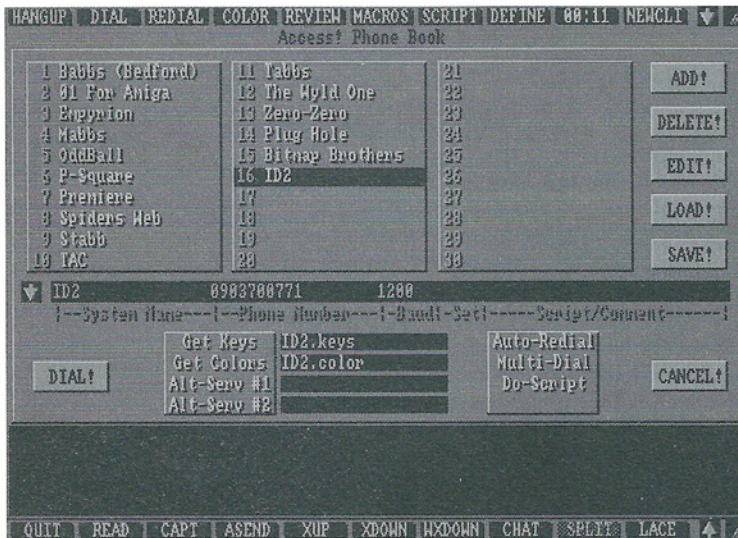 HANGUP DIAL REDIAL COLOR REVIEW MACROS SCRIPT DEFINE 00:11 NEWCLI
Access! Phone Book
1 Babbs (Bedford)
2 01 For Amiga
3 Empyrion
4 Mabbs
5 OddBall
6 P-Square
7 Premiere
8 Spiders Web
9 Stabb
10 TAC
11 Tabbs
12 The Wyld One
13 Zero-Zero
14 Plug Hole
15 Bitmap Brothers
16 ID2
17
18
19
20
21
22
23
24
25
26
27
28
29
30
ADD!
DELETE!
EDIT!
LOAD!
SAVE!
ID2 0903700771 1200
|--System Name---|--Phone Number---|-Baud|-Set|-----Script/Comment------|
DIAL!
Get Keys ID2.keys
Get Colors ID2.color
Alt-Serv #1
Alt-Serv #2
Auto-Redial
Multi-Dial
Do-Script
CANCEL!
QUIT READ CAPT ASEND XUP XDOWN WXDOWN CHAT SPLIT LACE